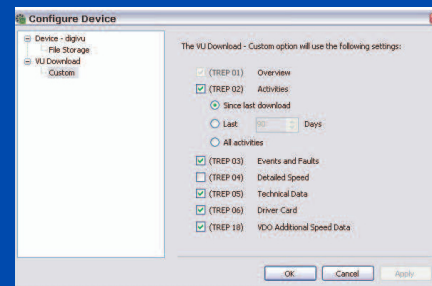 Configure Device
Device - digivu
File Storage
VU Download
Custom
The VU Download - Custom option will use the following settings:
(TREP 01) Overview
(TREP 02) Activities
Since last download
Last 90 Days
All activities
(TREP 03) Events and Faults
(TREP 04) Detailed Speed
(TREP 05) Technical Data
(TREP 06) Driver Card
(TREP 18) VDO Additional Speed Data
OK Cancel Apply